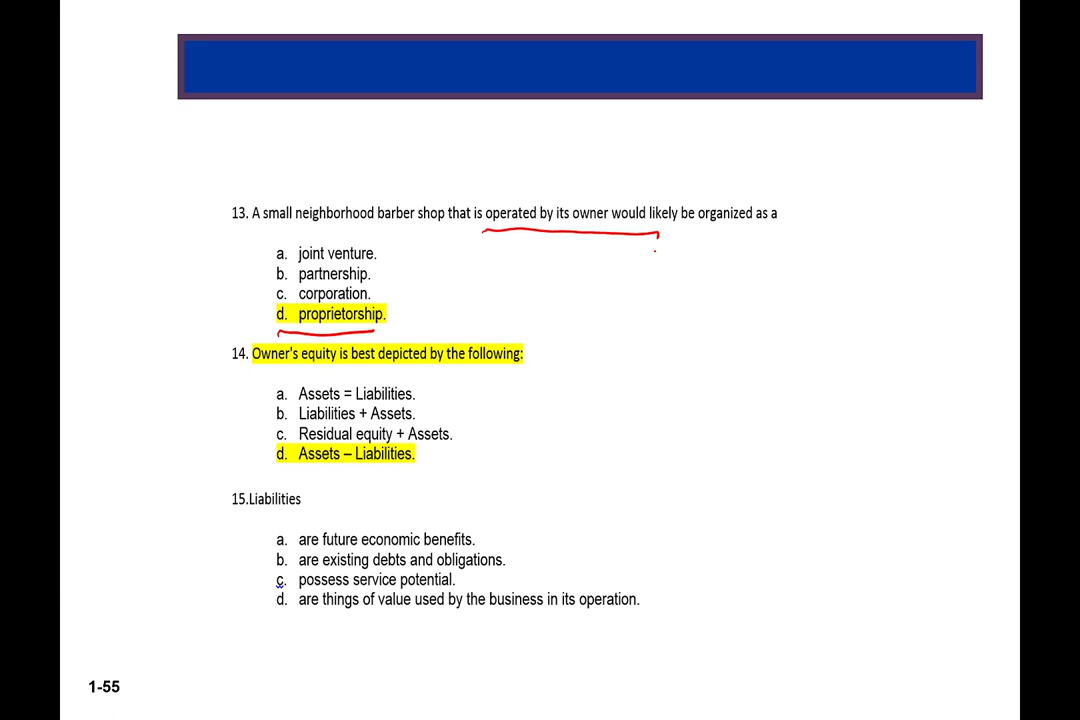 13. A small neighborhood barber shop that is operated by its owner would likely be organized as a
a. joint venture.
b. partnership.
c. corporation.
d. proprietorship.
14. Owner's equity is best depicted by the following:
a. Assets = Liabilities.
b. Liabilities + Assets.
c. Residual equity + Assets.
d. Assets – Liabilities.
15.Liabilities
a. are future economic benefits.
b. are existing debts and obligations.
c. possess service potential.
d. are things of value used by the business in its operation.
1-55